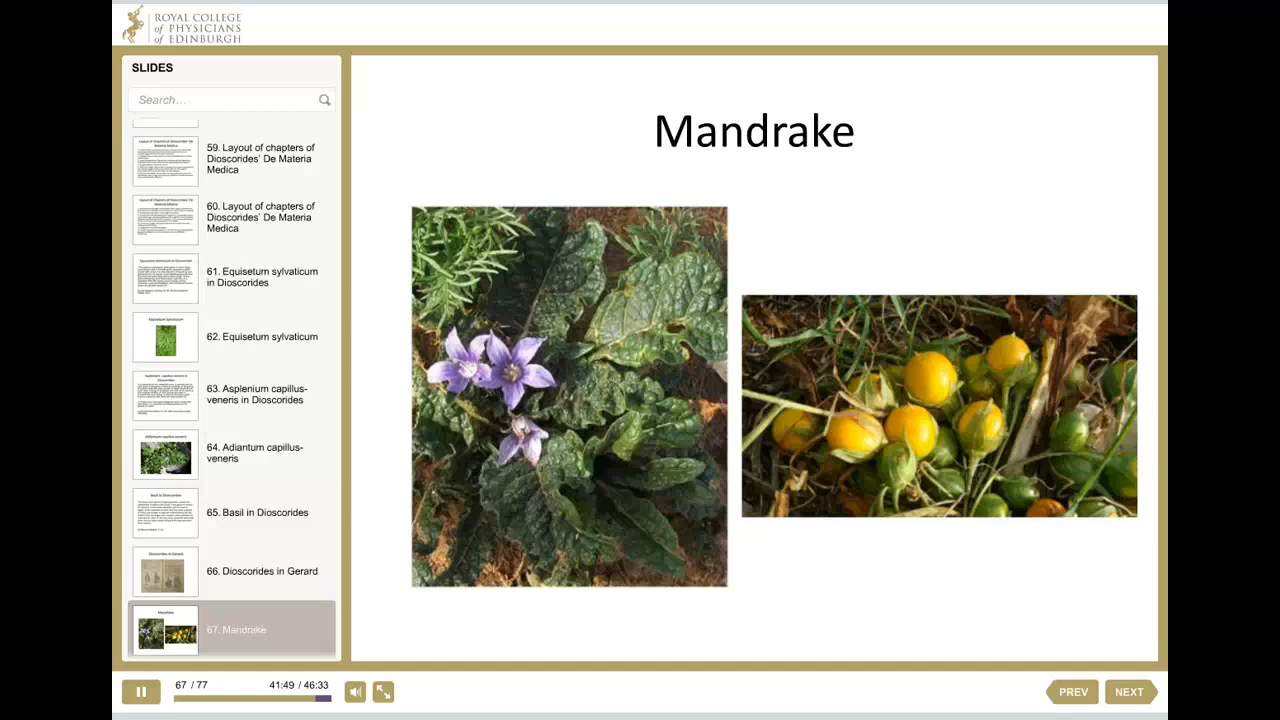 ROYAL COLLEGE
of PHYSICIANS
of EDINBURGH
SLIDES
Search...
59. Layout of chapters of
Dioscorides' De Materia
Medica
60. Layout of chapters of
Dioscorides' De Materia
Medica
61. Equisetum sylvaticum
in Dioscorides
62. Equisetum sylvaticum
63. Asplenium capillus-
veneris in Dioscorides
64. Adiantum capillus-
veneris
65. Basil in Dioscorides
66. Dioscorides in Gerard
67. Mandrake
Mandrake
67 / 77
41:49 / 46:33
PREV
NEXT